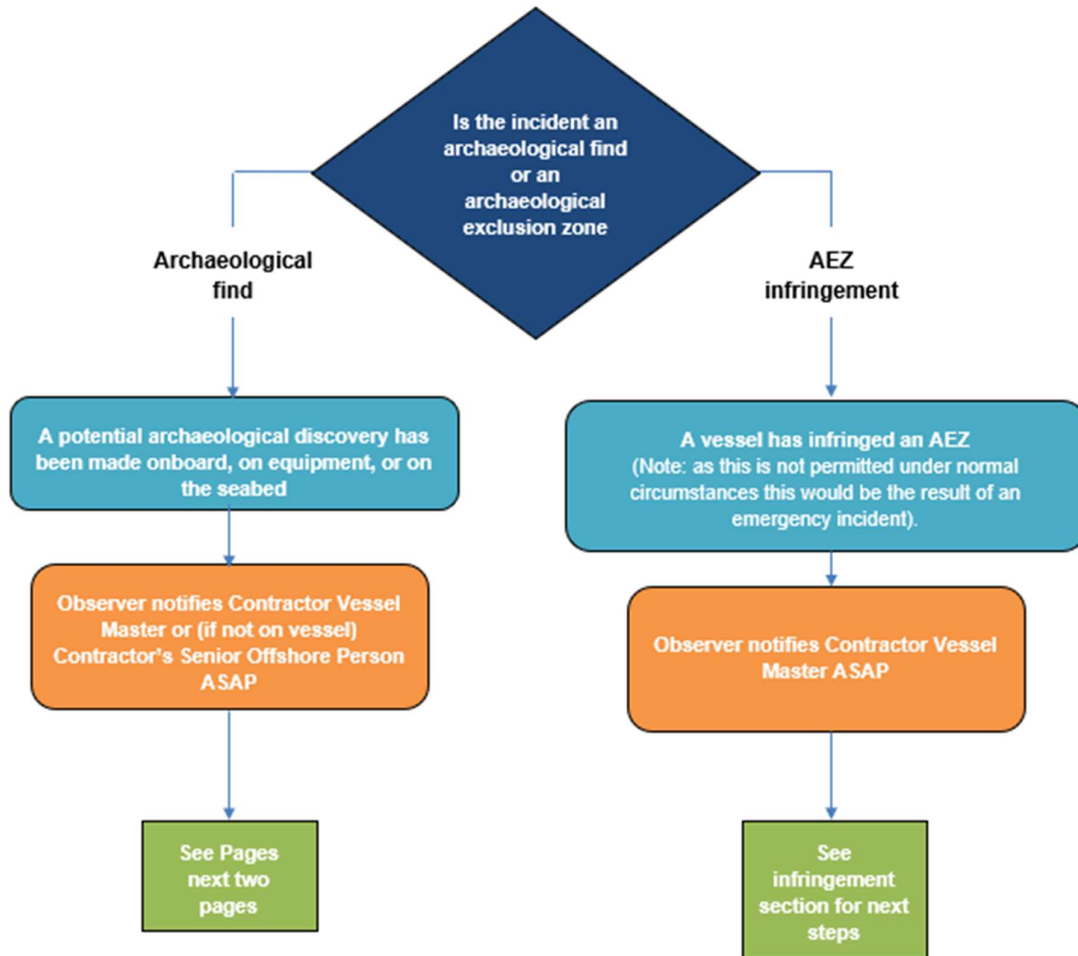 Is the incident an
archaeological find
or an
archaeological
exclusion zone
Archaeological
find
AEZ
infringement
A potential archaeological discovery has
been made onboard, on equipment, or on
the seabed
A vessel has infringed an AEZ
(Note: as this is not permitted under normal
circumstances this would be the result of an
emergency incident).
Observer notifies Contractor Vessel
Master or (if not on vessel)
Contractor's Senior Offshore Person
ASAP
Observer notifies Contractor Vessel
Master ASAP
See Pages
next two
pages
See
infringement
section for next
steps